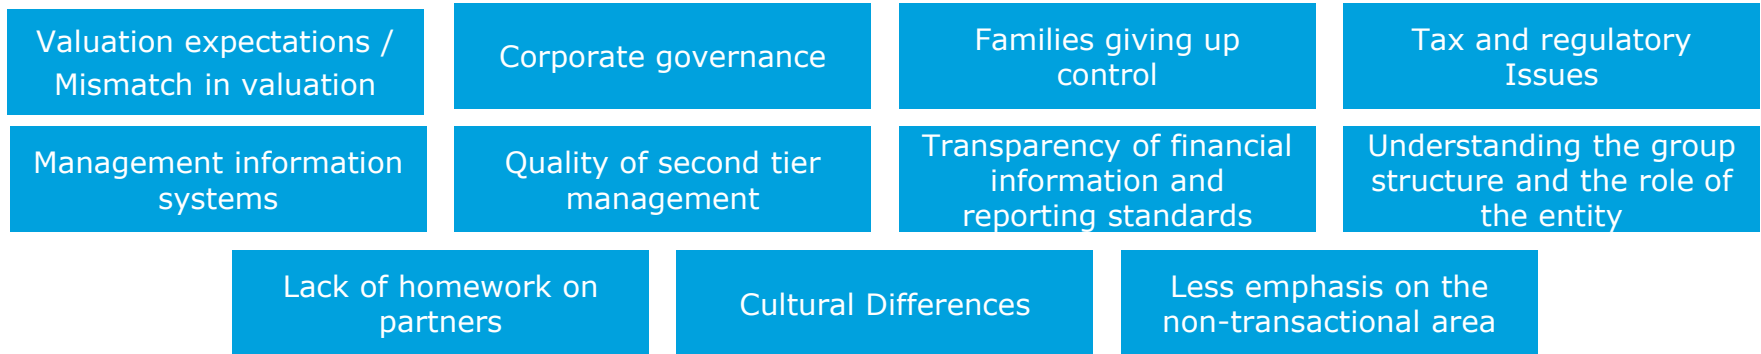 Valuation expectations /
Mismatch in valuation
Corporate governance
Families giving up
control
Tax and regulatory
Issues
Management information
systems
Quality of second tier
management
Transparency of financial
information and
reporting standards
Understanding the group
structure and the role of
the entity
Lack of homework on
partners
Cultural Differences
Less emphasis on the
non-transactional area